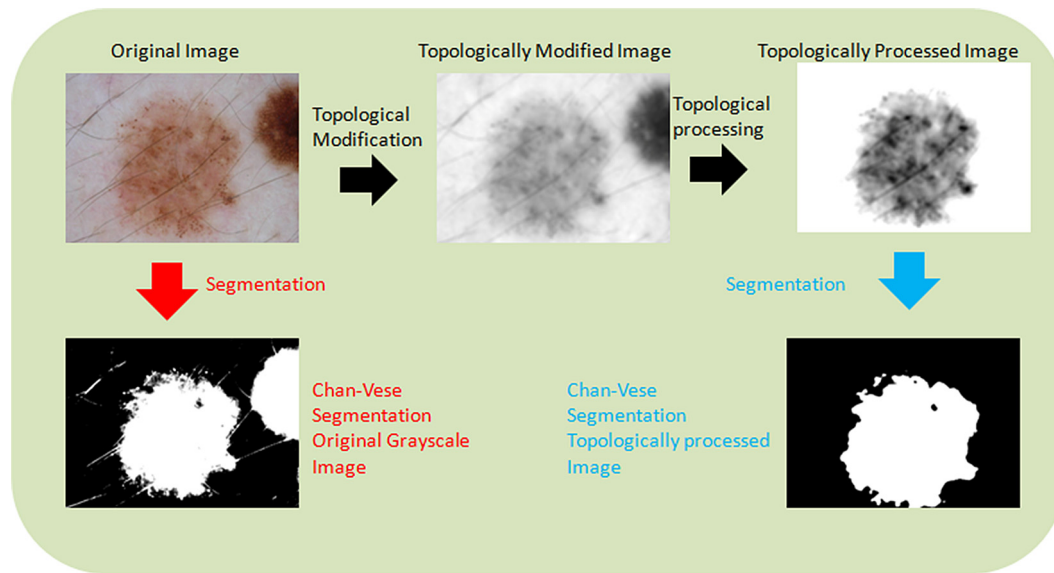 Original Image
Topologically Modified Image
Topologically Processed Image
Topological
Modification
Topological
processing
Segmentation
Segmentation
Chan-Vese
Segmentation
Original Grayscale
Image
Chan-Vese
Segmentation
Topologically processed
Image